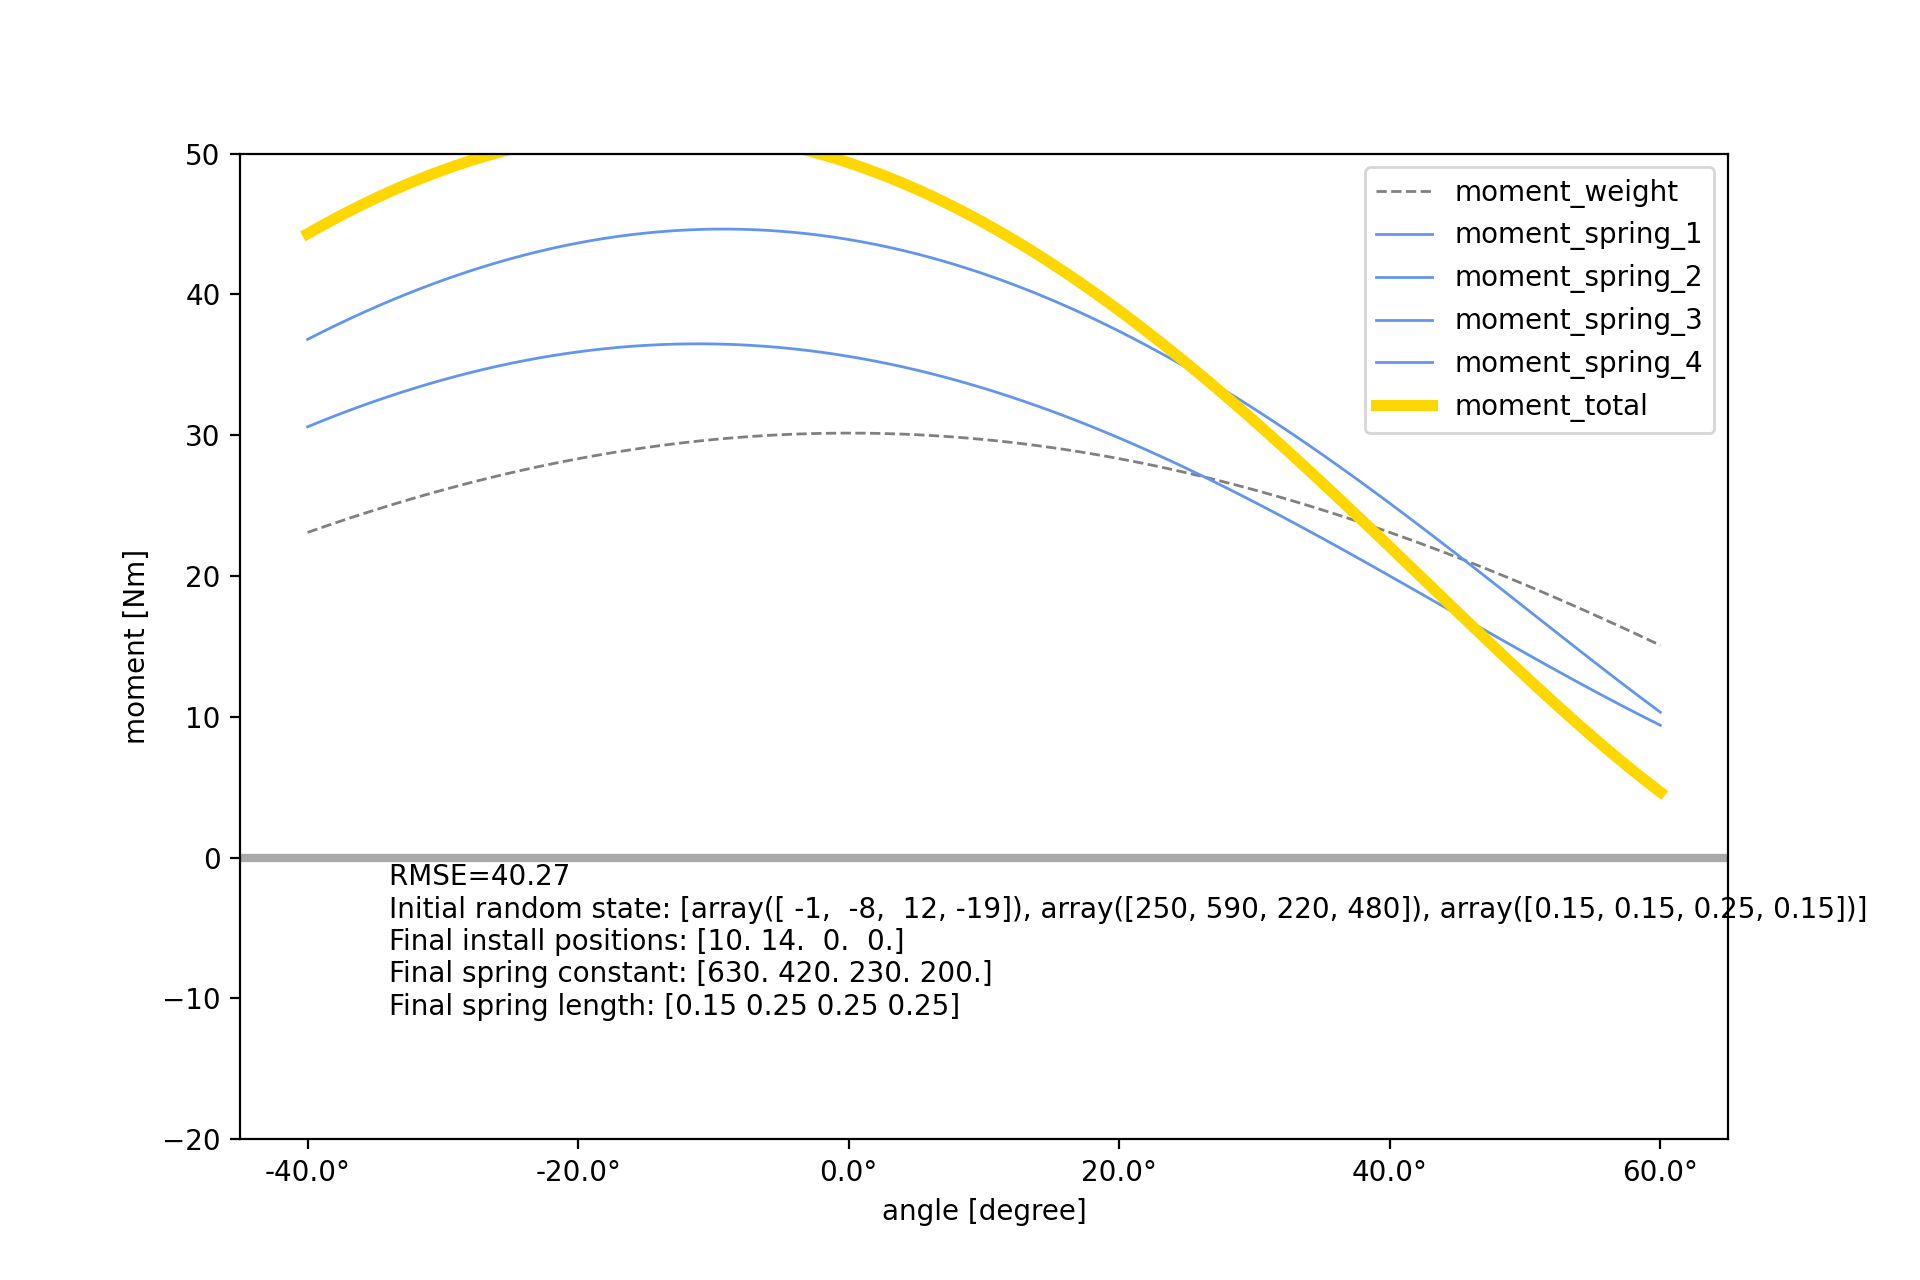 50
40
30
20
10
0
−10
−20
moment [Nm]
moment_weight
moment_spring_1
moment_spring_2
moment_spring_3
moment_spring_4
moment_total
RMSE=40.27
Initial random state: [array([ -1,  -8,  12, -19]), array([250, 590, 220, 480]), array([0.15, 0.15, 0.25, 0.15])]
Final install positions: [10. 14.  0.  0.]
Final spring constant: [630. 420. 230. 200.]
Final spring length: [0.15 0.25 0.25 0.25]
-40.0° -20.0° 0.0° 20.0° 40.0° 60.0°
angle [degree]